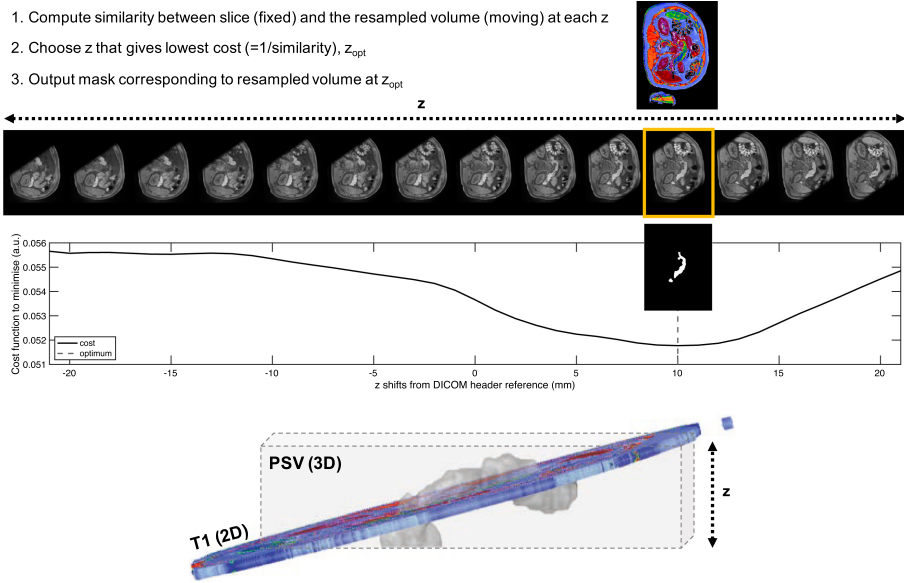 1. Compute similarity between slice (fixed) and the resampled volume (moving) at each z
2. Choose z that gives lowest cost (=1/similarity), zopt
3. Output mask corresponding to resampled volume at zopt
z
Cost function to minimise (a.u.)
0.056
0.055
0.054
0.053
0.052
0.051
cost
optimum
-20 -15 -10 -5 0 5 10 15 20
z shifts from DICOM header reference (mm)
PSV (3D)
T1 (2D)
z